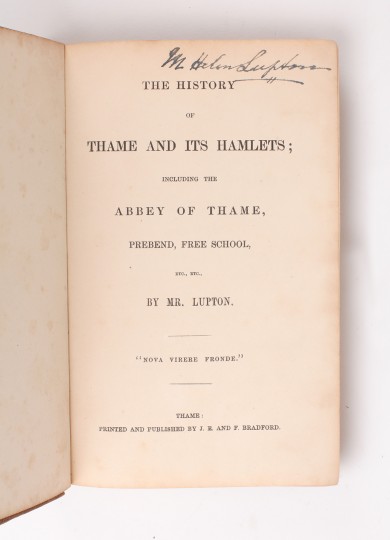 M Helen Lupton
THE HISTORY
OF
THAME AND ITS HAMLETS;
INCLUDING THE
ABBEY OF THAME,
PREBEND, FREE SCHOOL,
ETC., ETC.,
BY MR. LUPTON.
"NOVA VIRERE FRONDE."
THAME:
PRINTED AND PUBLISHED BY J. E. AND F. BRADFORD.